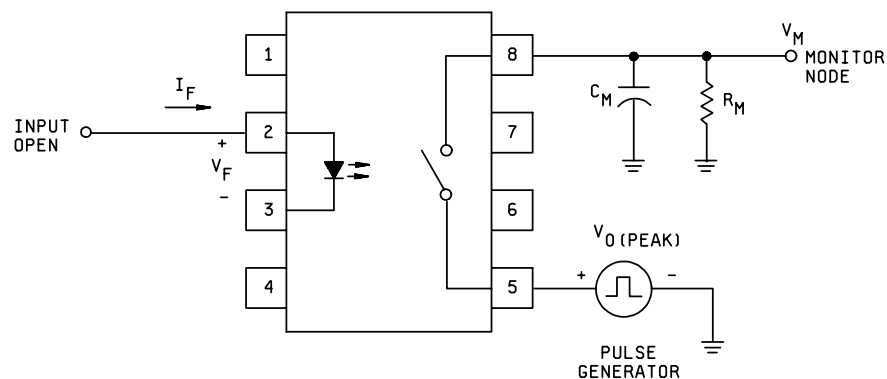 1
8
V_M
MONITOR
NODE
I_F
C_M
R_M
INPUT
OPEN
2
7
+
V_F
-
3
6
V_O(PEAK)
4
5
+
-
PULSE
GENERATOR